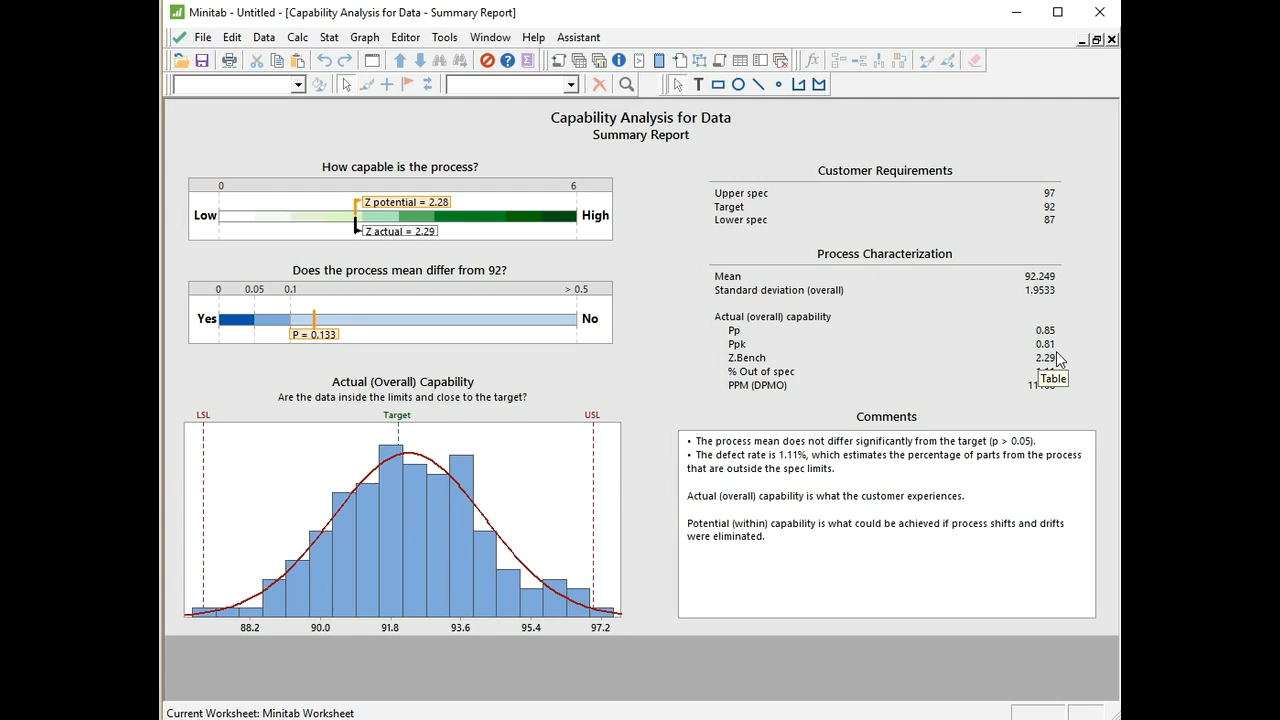 Minitab - Untitled - [Capability Analysis for Data - Summary Report]
File Edit Data Calc Stat Graph Editor Tools Window Help Assistant
Capability Analysis for Data
Summary Report
How capable is the process?
0 6
Z potential = 2.28
Low High
Z actual = 2.29
Does the process mean differ from 92?
0 0.05 0.1 > 0.5
Yes No
P = 0.133
Actual (Overall) Capability
Are the data inside the limits and close to the target?
LSL Target USL
88.2 90.0 91.8 93.6 95.4 97.2
Customer Requirements
Upper spec 97
Target 92
Lower spec 87
Process Characterization
Mean 92.249
Standard deviation (overall) 1.9533
Actual (overall) capability
Pp 0.85
Ppk 0.81
Z.Bench 2.29
% Out of spec
PPM (DPMO)
Table
Comments
• The process mean does not differ significantly from the target (p > 0.05).
• The defect rate is 1.11%, which estimates the percentage of parts from the process
that are outside the spec limits.
Actual (overall) capability is what the customer experiences.
Potential (within) capability is what could be achieved if process shifts and drifts
were eliminated.
Current Worksheet: Minitab Worksheet